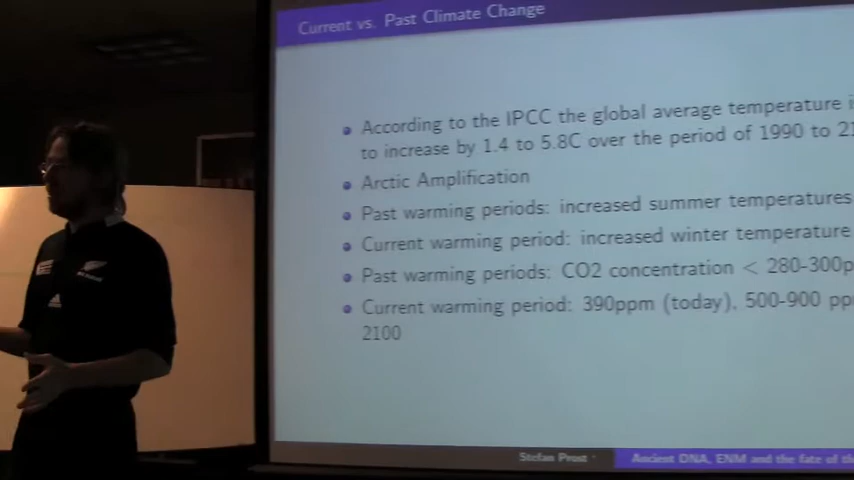 Current vs. Past Climate Change
According to the IPCC the global average temperature
to increase by 1.4 to 5.8C over the period of 1990 to
Arctic Amplification
Past warming periods: increased summer temperatures
Current warming period: increased winter temperature
Past warming periods: CO2 concentration < 280-300p
Current warming period: 390ppm (today), 500-900 pp
2100
Stefan Prost
Ancient DNA, ENM and the fate of